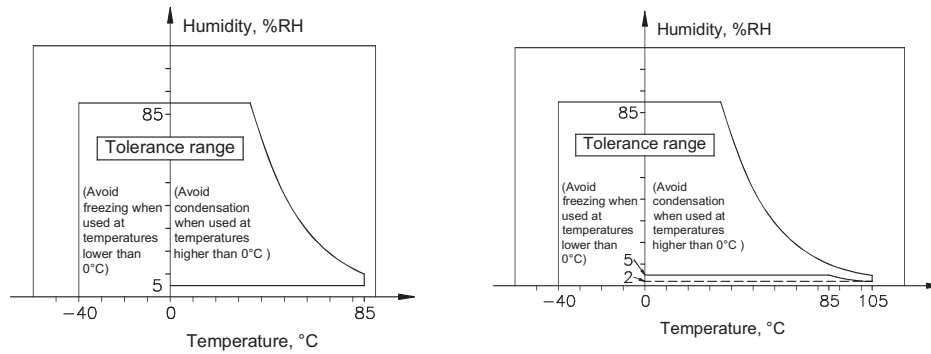 Humidity, %RH
85
Tolerance range
(Avoid
freezing when
used at
temperatures
lower than
0°C)
(Avoid
condensation
when used at
temperatures
higher than 0°C )
5
−40
0
85
Temperature, °C
Humidity, %RH
85
Tolerance range
(Avoid
freezing when
used at
temperatures
lower than
0°C)
(Avoid
condensation
when used at
temperatures
higher than 0°C )
5
2
−40
0
85
105
Temperature, °C